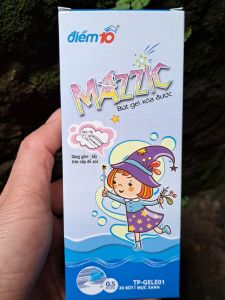 điểm 10
MAZZIC
Bút gel xóa được
Dùng gôm - tẩy
trên nắp để xóa
0.5
TP-GELE01
20 BÚT | MỰC XANH